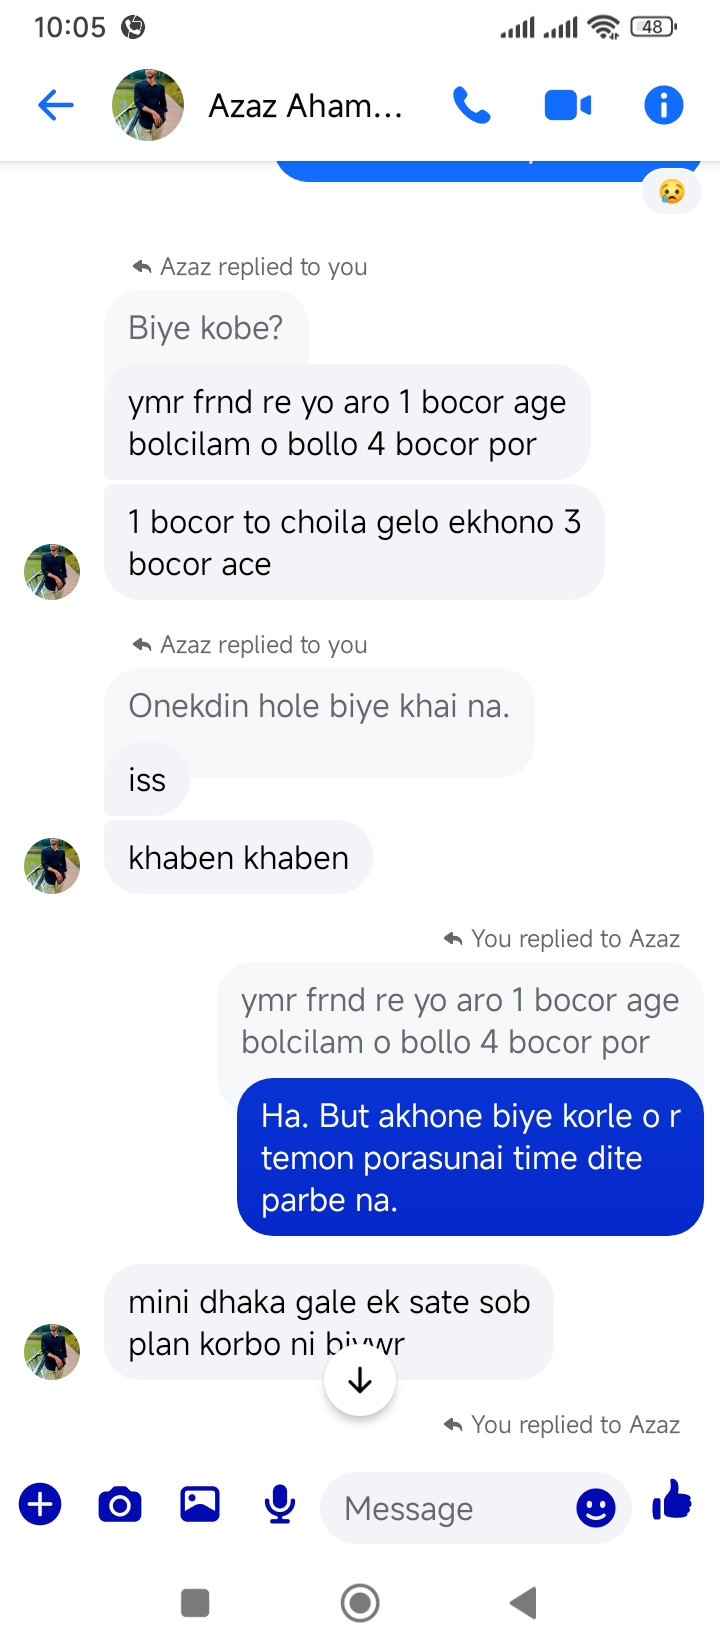 10:05
48
Azaz Aham...
Azaz replied to you
Biye kobe?
ymr frnd re yo aro 1 bocor age
bolcilam o bollo 4 bocor por
1 bocor to choila gelo ekhono 3
bocor ace
Azaz replied to you
Onekdin hole biye khai na.
iss
khaben khaben
You replied to Azaz
ymr frnd re yo aro 1 bocor age
bolcilam o bollo 4 bocor por
Ha. But akhone biye korle o r
temon porasunai time dite
parbe na.
mini dhaka gale ek sate sob
plan korbo ni
You replied to Azaz
Message